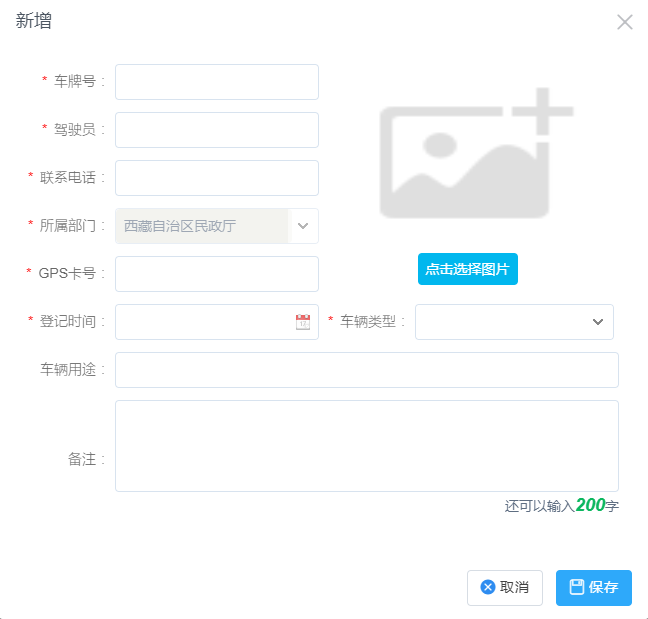 新增
* 车牌号 :
* 驾驶员 :
* 联系电话 :
* 所属部门 : 西藏自治区民政厅
* GPS卡号 :
点击选择图片
* 登记时间 : * 车辆类型 :
车辆用途 :
备注 :
还可以输入200字
取消 保存